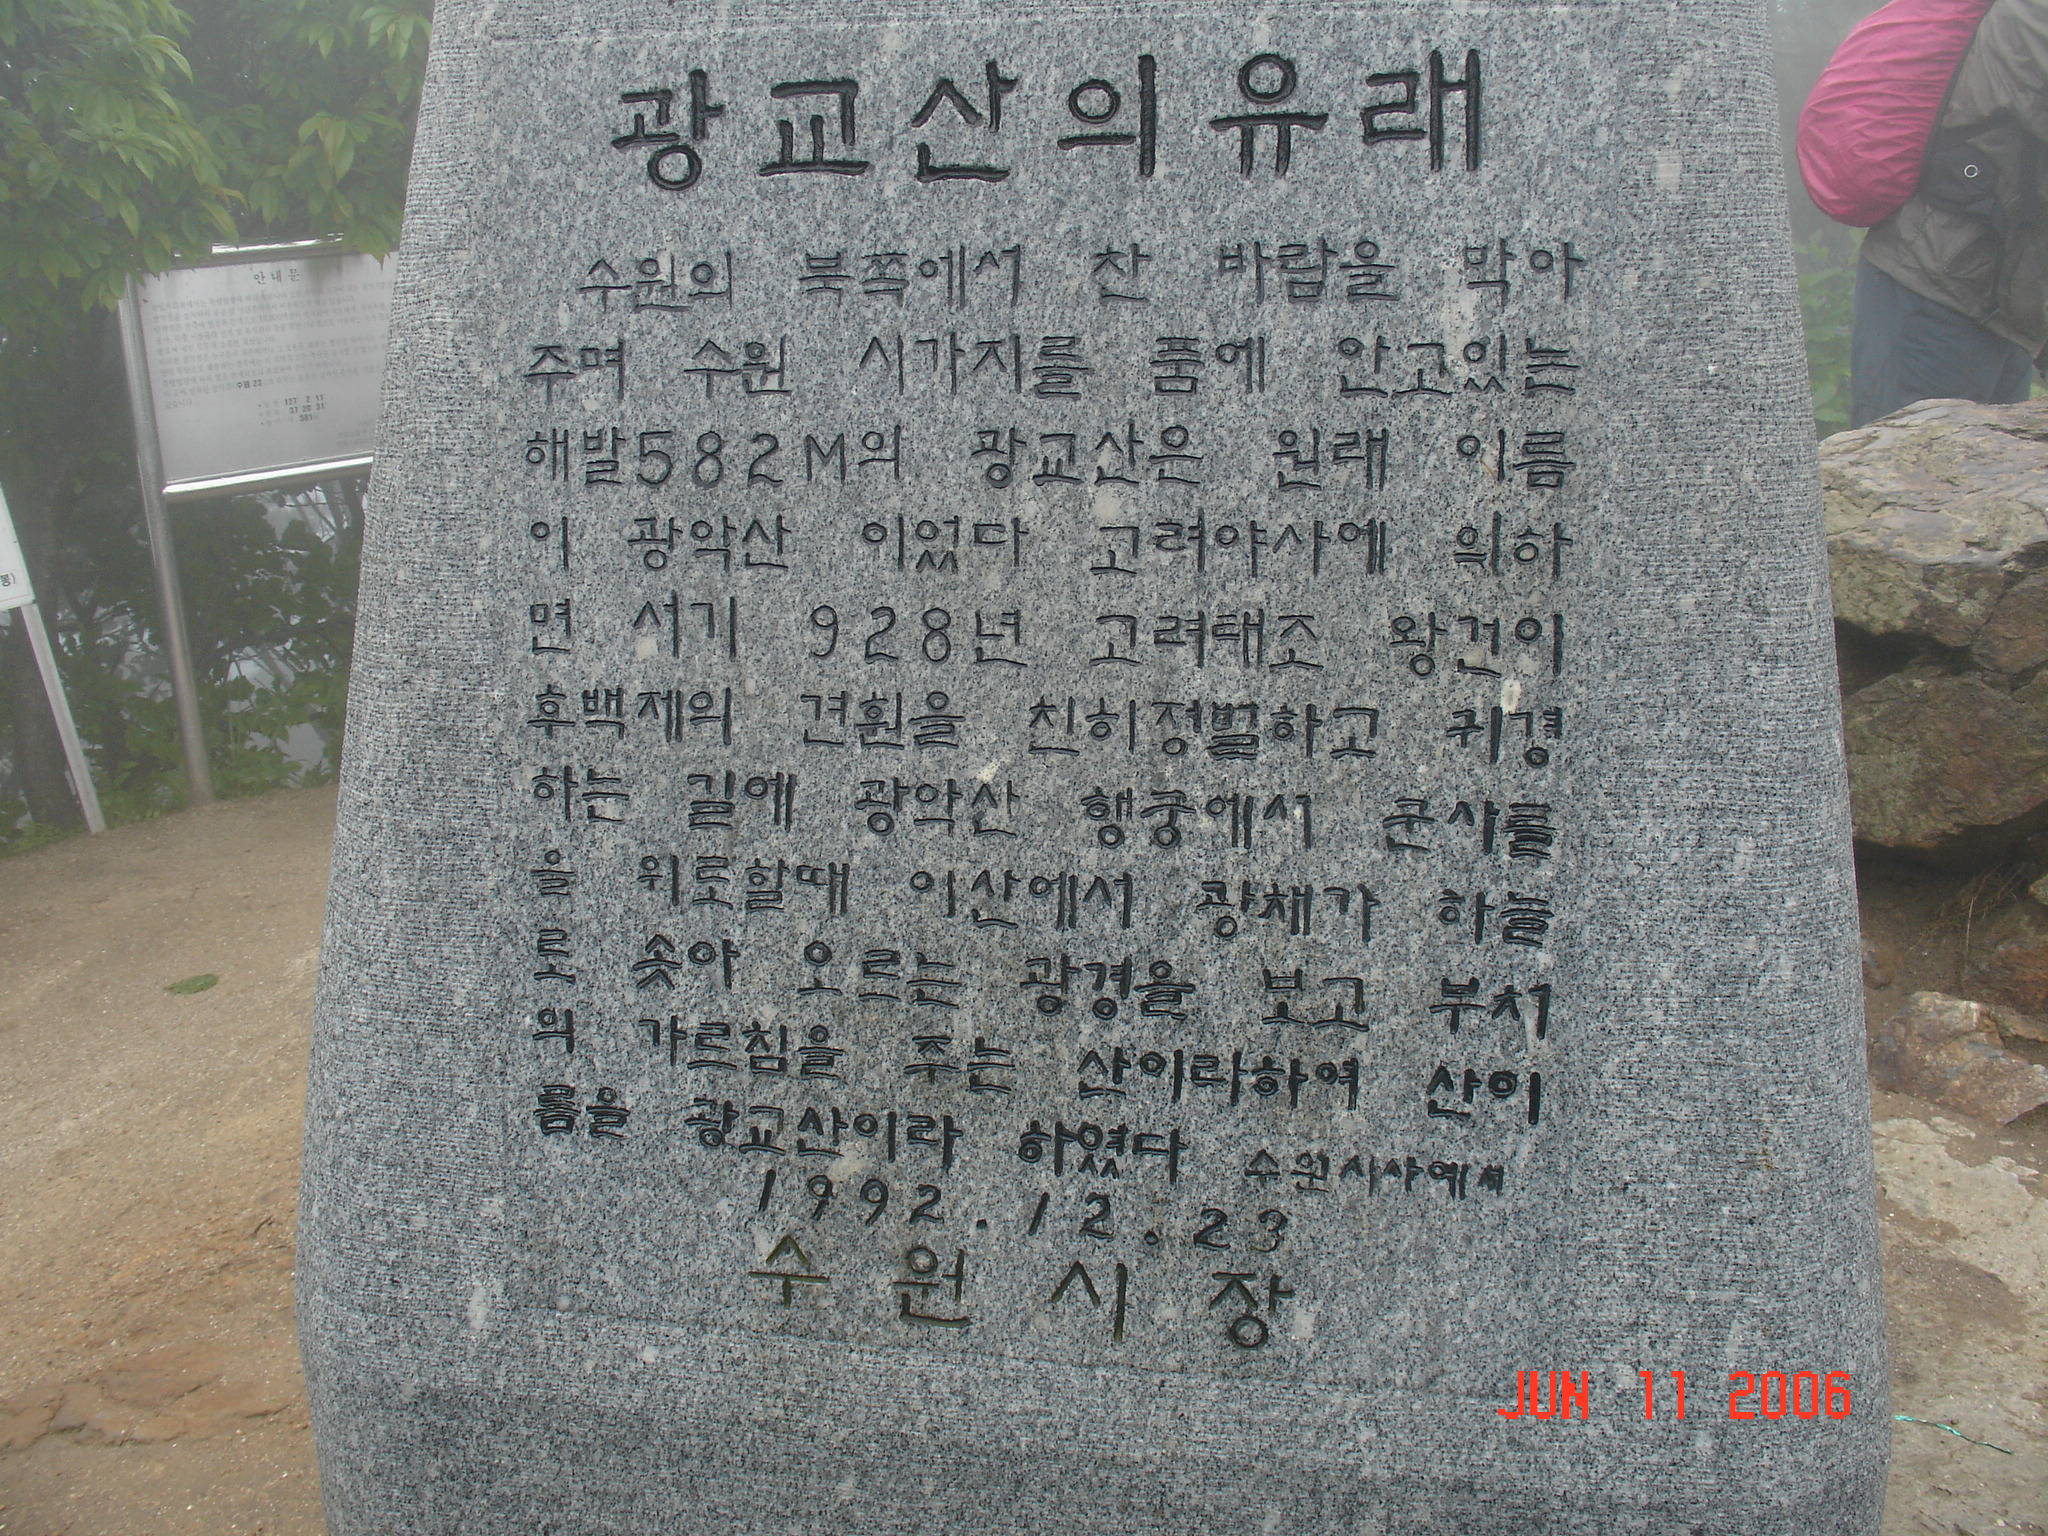 광교산의유래
수원의 북쪽에서 찬 바람을 막아
주며 수원 시가지를 품에 안고있는
해발582M의 광교산은 원래 이름
이 광악산 이었다 고려야사에 의하
면 서기 928년 고려태조 왕건이
후백제의 견훤을 친히정벌하고 귀경
하는 길에 광악산 행궁에서 군사를
을 위로할때 이산에서 광채가 하늘
로 솟아 오르는 광경을 보고 부처
의 가르침을 주는 산이라하여 산이
름을 광교산이라 하였다 수원시사에서
1992.12.23
수원시장
안내문
JUN 11 2006